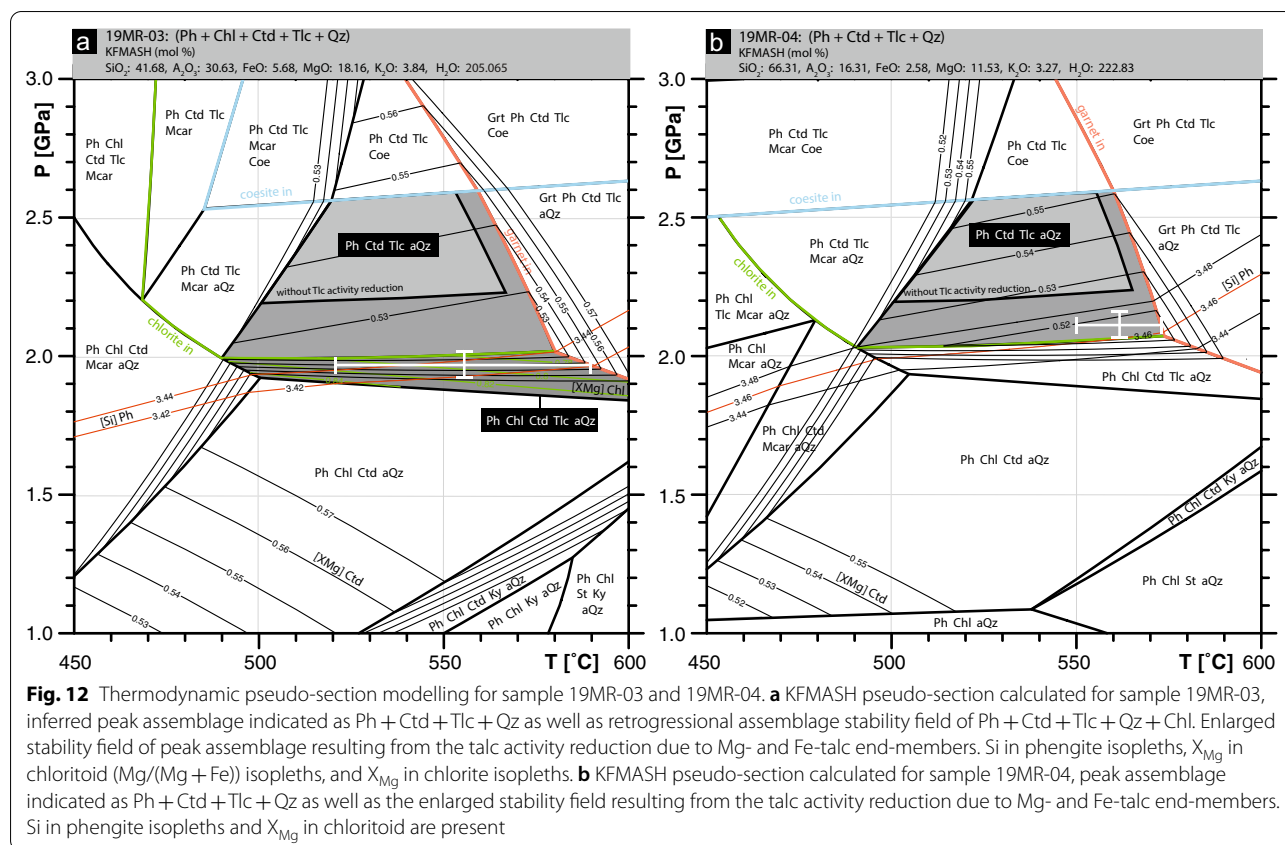 a 19MR-03: (Ph + Chl + Ctd + Tlc + Qz)
KFMASH (mol %)
SiO2: 41.68, A2O3: 30.63, FeO: 5.68, MgO: 18.16, K2O: 3.84, H2O: 205.065
P [GPa]
3.0
2.5
2.0
1.5
1.0
450
500
550
T [˚C]
600
Ph Chl
Ctd Tlc
Mcar
Ph Ctd Tlc
Mcar
Ph Ctd Tlc
Mcar
Coe
0.53
0.56
Ph Ctd Tlc
Coe
0.55
Grt Ph Ctd Tlc
Coe
coesite in
Grt Ph Ctd Tlc
aQz
Ph Ctd Tlc aQz
garnet in
Ph Ctd Tlc
Mcar aQz
without Tlc activity reduction
0.53
0.54
0.55
0.57
0.53
0.56
3.44
chlorite in
Ph Chl Ctd
Mcar aQz
3.44
3.42
3.42
[Si] Ph
[XMg] Chl
Ph Chl Ctd Tlc aQz
Ph Chl Ctd aQz
0.57
0.56
[XMg] Ctd
0.55
0.54
0.53
Ph Chl Ctd Ky aQz
Ph Chl Ky aQz
Ph Chl
St Ky
aQz
b 19MR-04: (Ph + Ctd + Tlc + Qz)
KFMASH (mol %)
SiO2: 66.31, A2O3: 16.31, FeO: 2.58, MgO: 11.53, K2O: 3.27, H2O: 222.83
P [GPa]
3.0
2.5
2.0
1.5
1.0
450
500
550
T [˚C]
600
Ph Ctd Tlc
Mcar Coe
0.52
0.53
0.54
0.55
Ph Ctd Tlc
Coe
garnet in
Grt Ph Ctd Tlc
Coe
coesite in
0.55
Ph Ctd Tlc aQz
0.54
Grt Ph Ctd Tlc
aQz
Ph Ctd Tlc
Mcar aQz
without Tlc activity reduction
0.53
0.52
3.48
[Si] Ph
3.46
3.46
3.44
chlorite in
Ph Chl
Tlc Mcar aQz
Ph Chl
Mcar aQz
3.48
3.46
3.44
Ph Chl Ctd Tlc aQz
Ph Chl Ctd
Mcar aQz
Ph Chl Ctd aQz
Ph Chl Ctd Ky aQz
0.55
0.54
[XMg] Ctd
0.53
0.52
Ph Chl St aQz
Ph Chl aQz
Fig. 12 Thermodynamic pseudo-section modelling for sample 19MR-03 and 19MR-04. a KFMASH pseudo-section calculated for sample 19MR-03,
inferred peak assemblage indicated as Ph + Ctd + Tlc + Qz as well as retrogressional assemblage stability field of Ph + Ctd + Tlc + Qz + Chl. Enlarged
stability field of peak assemblage resulting from the talc activity reduction due to Mg- and Fe-talc end-members. Si in phengite isopleths, XMg in
chloritoid (Mg/(Mg + Fe)) isopleths, and XMg in chlorite isopleths. b KFMASH pseudo-section calculated for sample 19MR-04, peak assemblage
indicated as Ph + Ctd + Tlc + Qz as well as the enlarged stability field resulting from the talc activity reduction due to Mg- and Fe-talc end-members.
Si in phengite isopleths and XMg in chloritoid are present